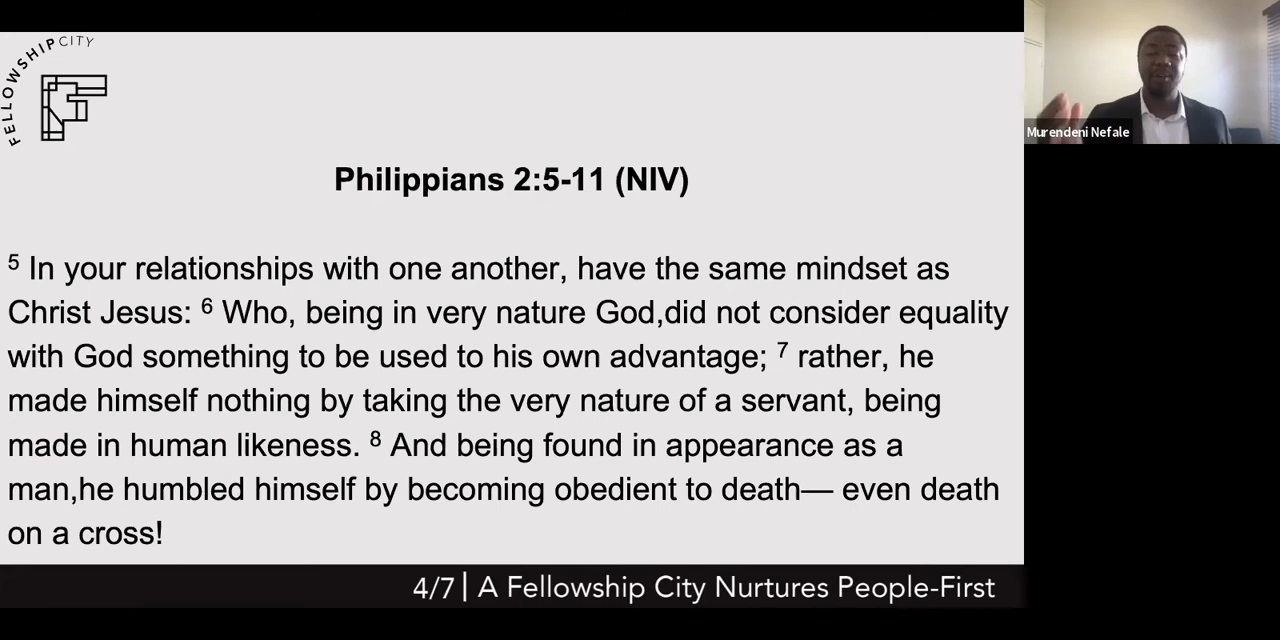 FELLOWSHIPCITY
Murendeni Nefale
Philippians 2:5-11 (NIV)
5 In your relationships with one another, have the same mindset as
Christ Jesus: 6 Who, being in very nature God,did not consider equality
with God something to be used to his own advantage; 7 rather, he
made himself nothing by taking the very nature of a servant, being
made in human likeness. 8 And being found in appearance as a
man,he humbled himself by becoming obedient to death— even death
on a cross!
4/7| A Fellowship City Nurtures People-First